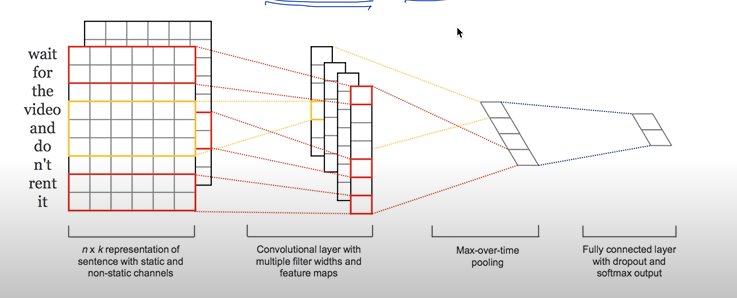 wait
for
the
video
and
do
n't
rent
it
n x k representation of
sentence with static and
non-static channels
Convolutional layer with
multiple filter widths and
feature maps
Max-over-time
pooling
Fully connected layer
with dropout and
softmax output